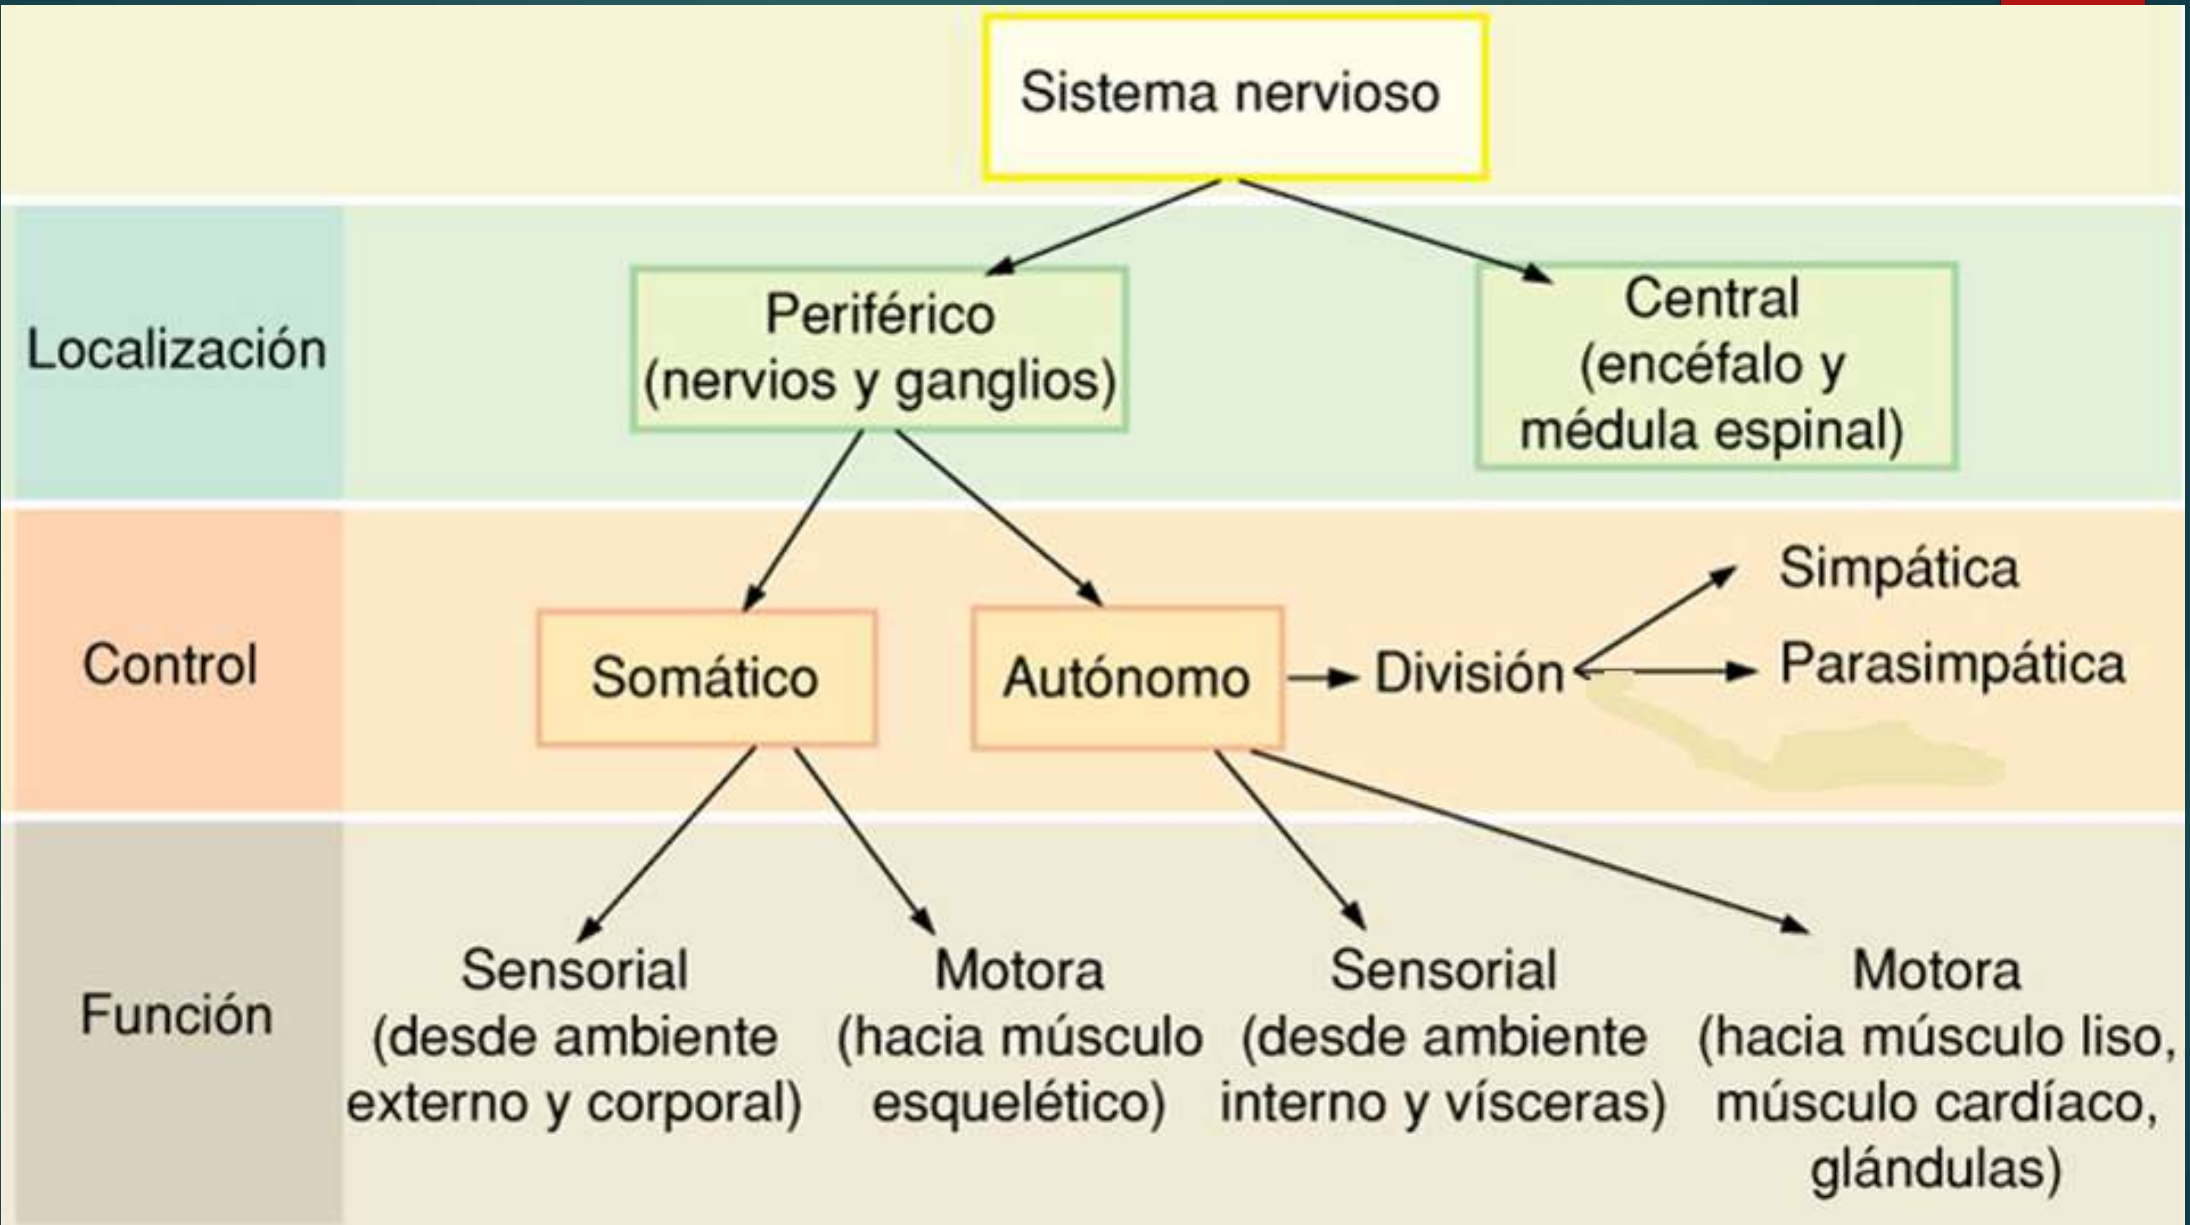 Sistema nervioso
Localización
Periférico
(nervios y ganglios)
Central
(encéfalo y
médula espinal)
Control
Somático
Autónomo
División
Simpática
Parasimpática
Función
Sensorial
(desde ambiente
externo y corporal)
Motora
(hacia músculo
esquelético)
Sensorial
(desde ambiente
interno y vísceras)
Motora
(hacia músculo liso,
músculo cardíaco,
glándulas)